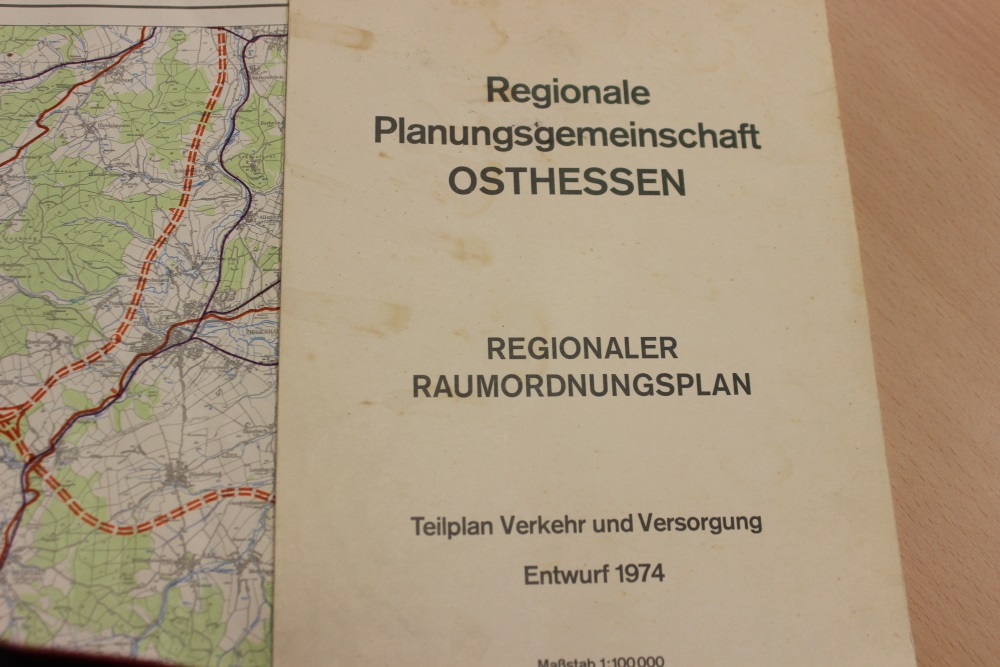 Regionale
Planungsgemeinschaft
OSTHESSEN
REGIONALER
RAUMORDNUNGSPLAN
Teilplan Verkehr und Versorgung
Entwurf 1974
Maßstab 1:100000